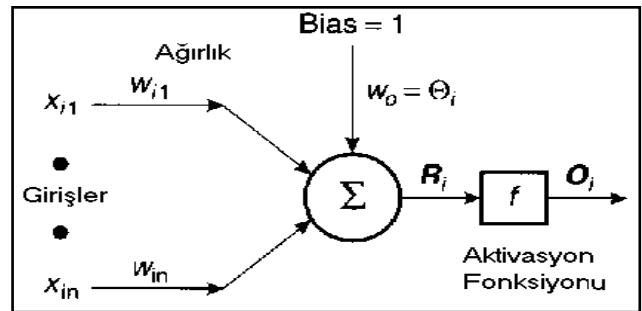 Bias = 1
Ağırlık
w_i1
x_i1
w_o = Θ_i
Girişler
Σ
R_i
f
O_i
w_in
x_in
Aktivasyon
Fonksiyonu